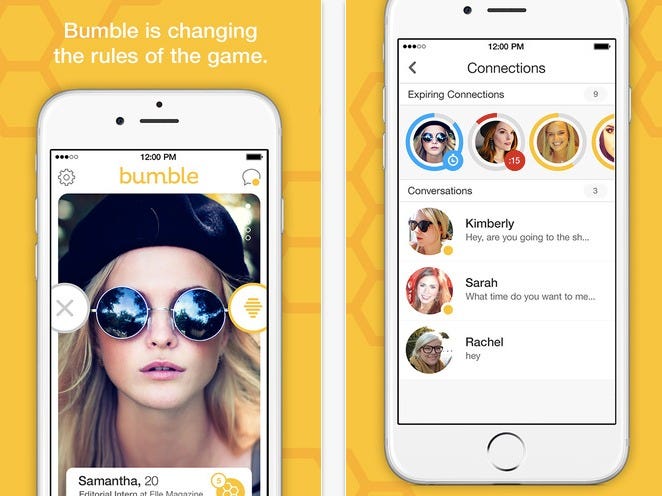 Bumble is changing
the rules of the game.
12:00 PM
bumble
Samantha, 20
Editorial Intern at Elle Magazine
5
12:00 PM
Connections
Expiring Connections 9
:15
Conversations 3
Kimberly
Hey, are you going to the sh...
Sarah
What time do you want to me...
Rachel
hey